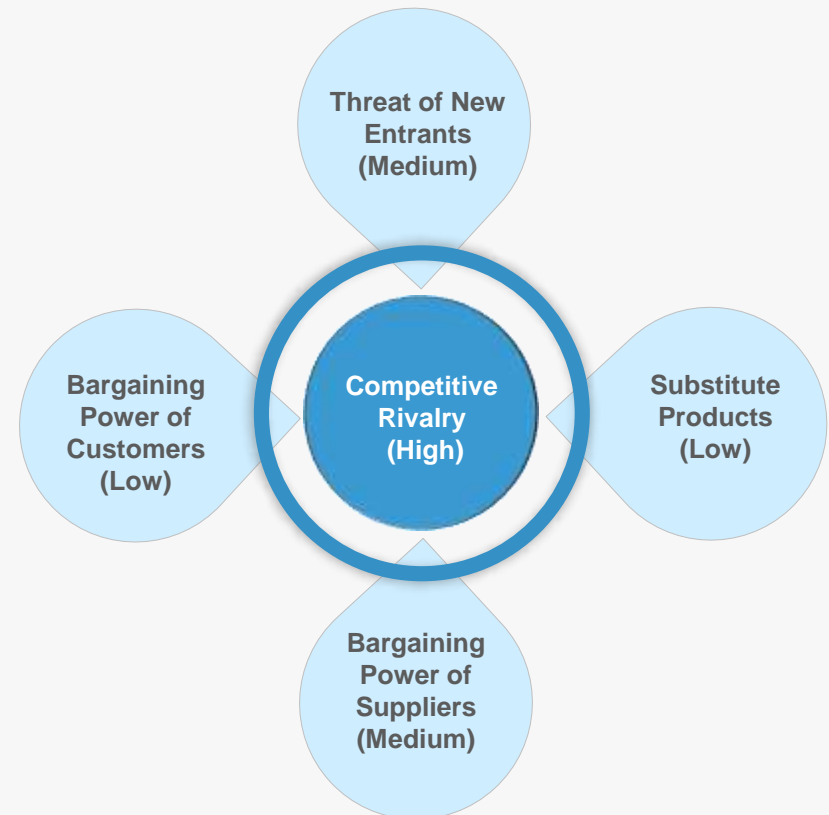 Threat of New
Entrants
(Medium)
Bargaining
Power of
Customers
(Low)
Competitive
Rivalry
(High)
Substitute
Products
(Low)
Bargaining
Power of
Suppliers
(Medium)